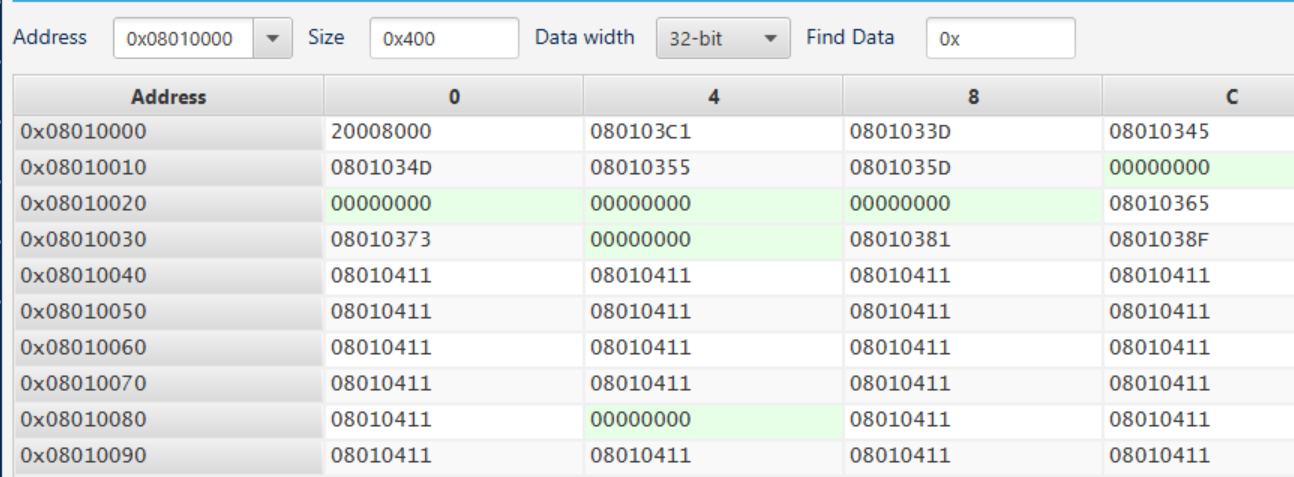 Address 0x08010000 Size 0x400 Data width 32-bit Find Data 0x
Address 0 4 8 C
0x08010000 20008000 080103C1 0801033D 08010345
0x08010010 0801034D 08010355 0801035D 00000000
0x08010020 00000000 00000000 00000000 08010365
0x08010030 08010373 00000000 08010381 0801038F
0x08010040 08010411 08010411 08010411 08010411
0x08010050 08010411 08010411 08010411 08010411
0x08010060 08010411 08010411 08010411 08010411
0x08010070 08010411 08010411 08010411 08010411
0x08010080 08010411 00000000 08010411 08010411
0x08010090 08010411 08010411 08010411 08010411